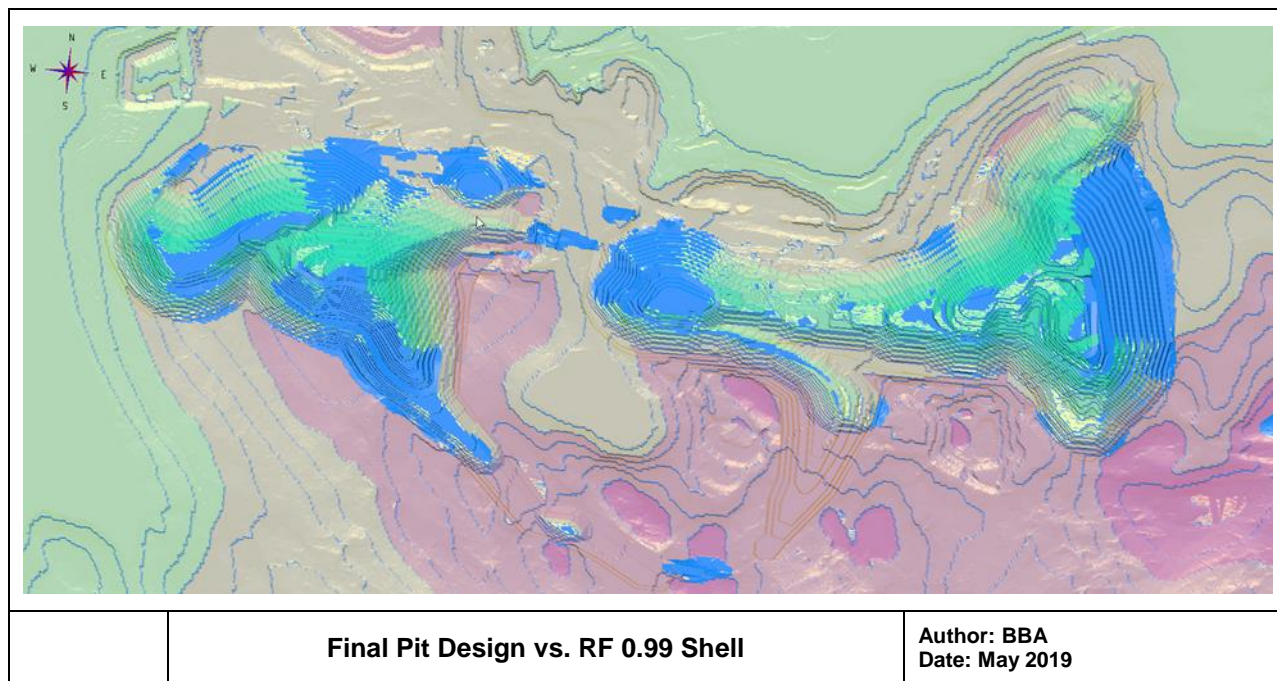 N
W E
S
Final Pit Design vs. RF 0.99 Shell
Author: BBA
Date: May 2019